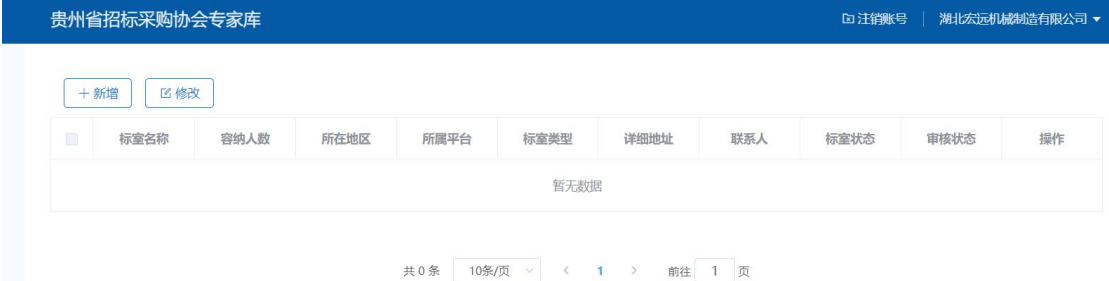 贵州省招标采购协会专家库 注销账号 湖北宏远机械制造有限公司
新增 修改
标室名称 容纳人数 所在地区 所属平台 标室类型 详细地址 联系人 标室状态 审核状态 操作
暂无数据
共 0 条 10条/页 1 前往 1 页